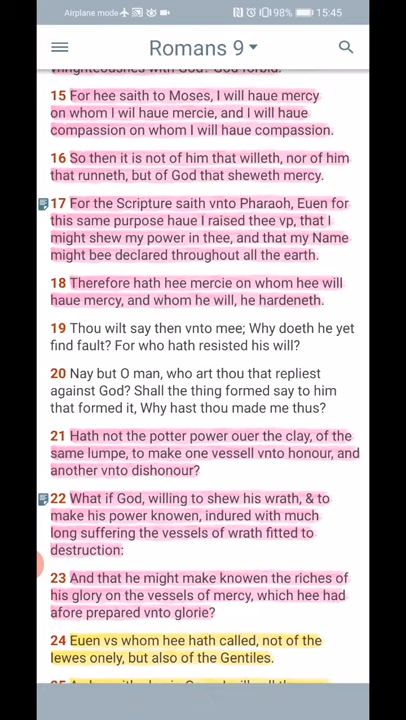 Airplane mode 98% 15:45
Romans 9
with God? God forbid.
15 For hee saith to Moses, I will haue mercy
on whom I wil haue mercie, and I will haue
compassion on whom I will haue compassion.
16 So then it is not of him that willeth, nor of him
that runneth, but of God that sheweth mercy.
17 For the Scripture saith vnto Pharaoh, Euen for
this same purpose haue I raised thee vp, that I
might shew my power in thee, and that my Name
might bee declared throughout all the earth.
18 Therefore hath hee mercie on whom hee will
haue mercy, and whom he will, he hardeneth.
19 Thou wilt say then vnto mee; Why doeth he yet
find fault? For who hath resisted his will?
20 Nay but O man, who art thou that repliest
against God? Shall the thing formed say to him
that formed it, Why hast thou made me thus?
21 Hath not the potter power ouer the clay, of the
same lumpe, to make one vessell vnto honour, and
another vnto dishonour?
22 What if God, willing to shew his wrath, & to
make his power knowen, indured with much
long suffering the vessels of wrath fitted to
destruction:
23 And that he might make knowen the riches of
his glory on the vessels of mercy, which hee had
afore prepared vnto glorie?
24 Euen vs whom hee hath called, not of the
Iewes onely, but also of the Gentiles.